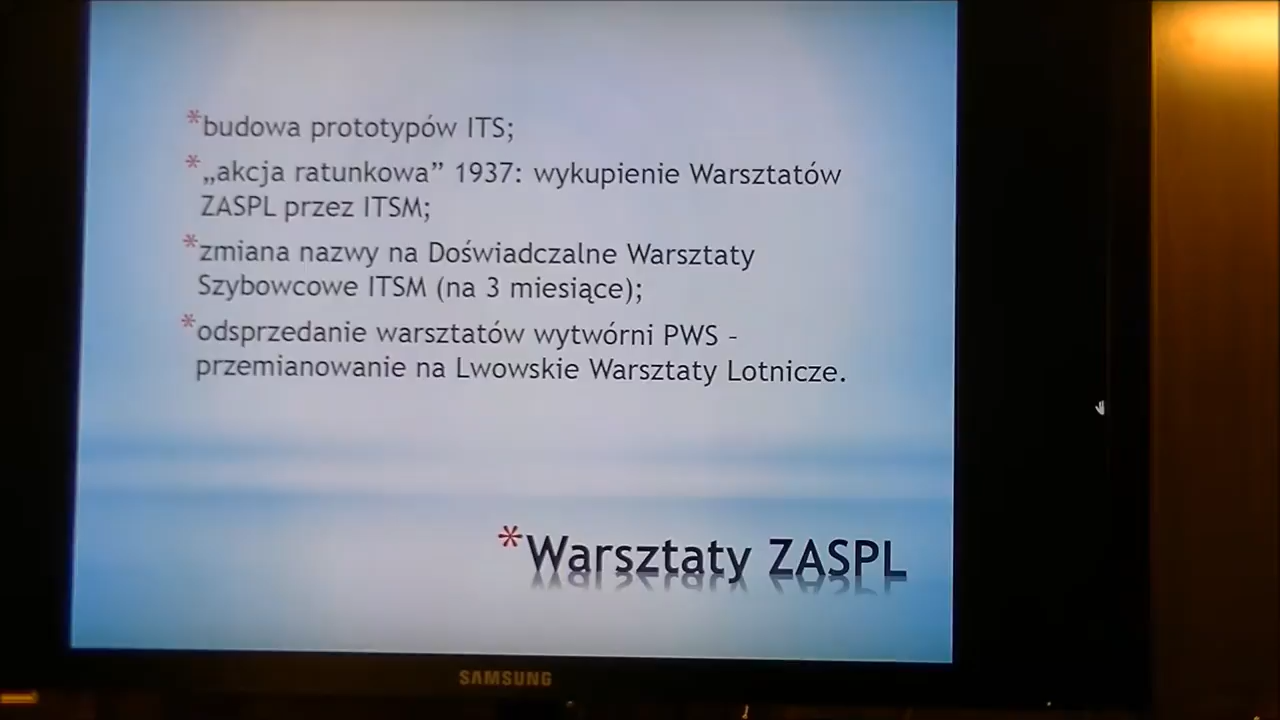 *budowa prototypów ITS;
*„akcja ratunkowa” 1937: wykupienie Warsztatów
ZASPL przez ITSM;
*zmiana nazwy na Doświadczalne Warsztaty
Szybowcowe ITSM (na 3 miesiące);
*odsprzedanie warsztatów wytwórni PWS –
przemianowanie na Lwowskie Warsztaty Lotnicze.
*Warsztaty ZASPL
SAMSUNG